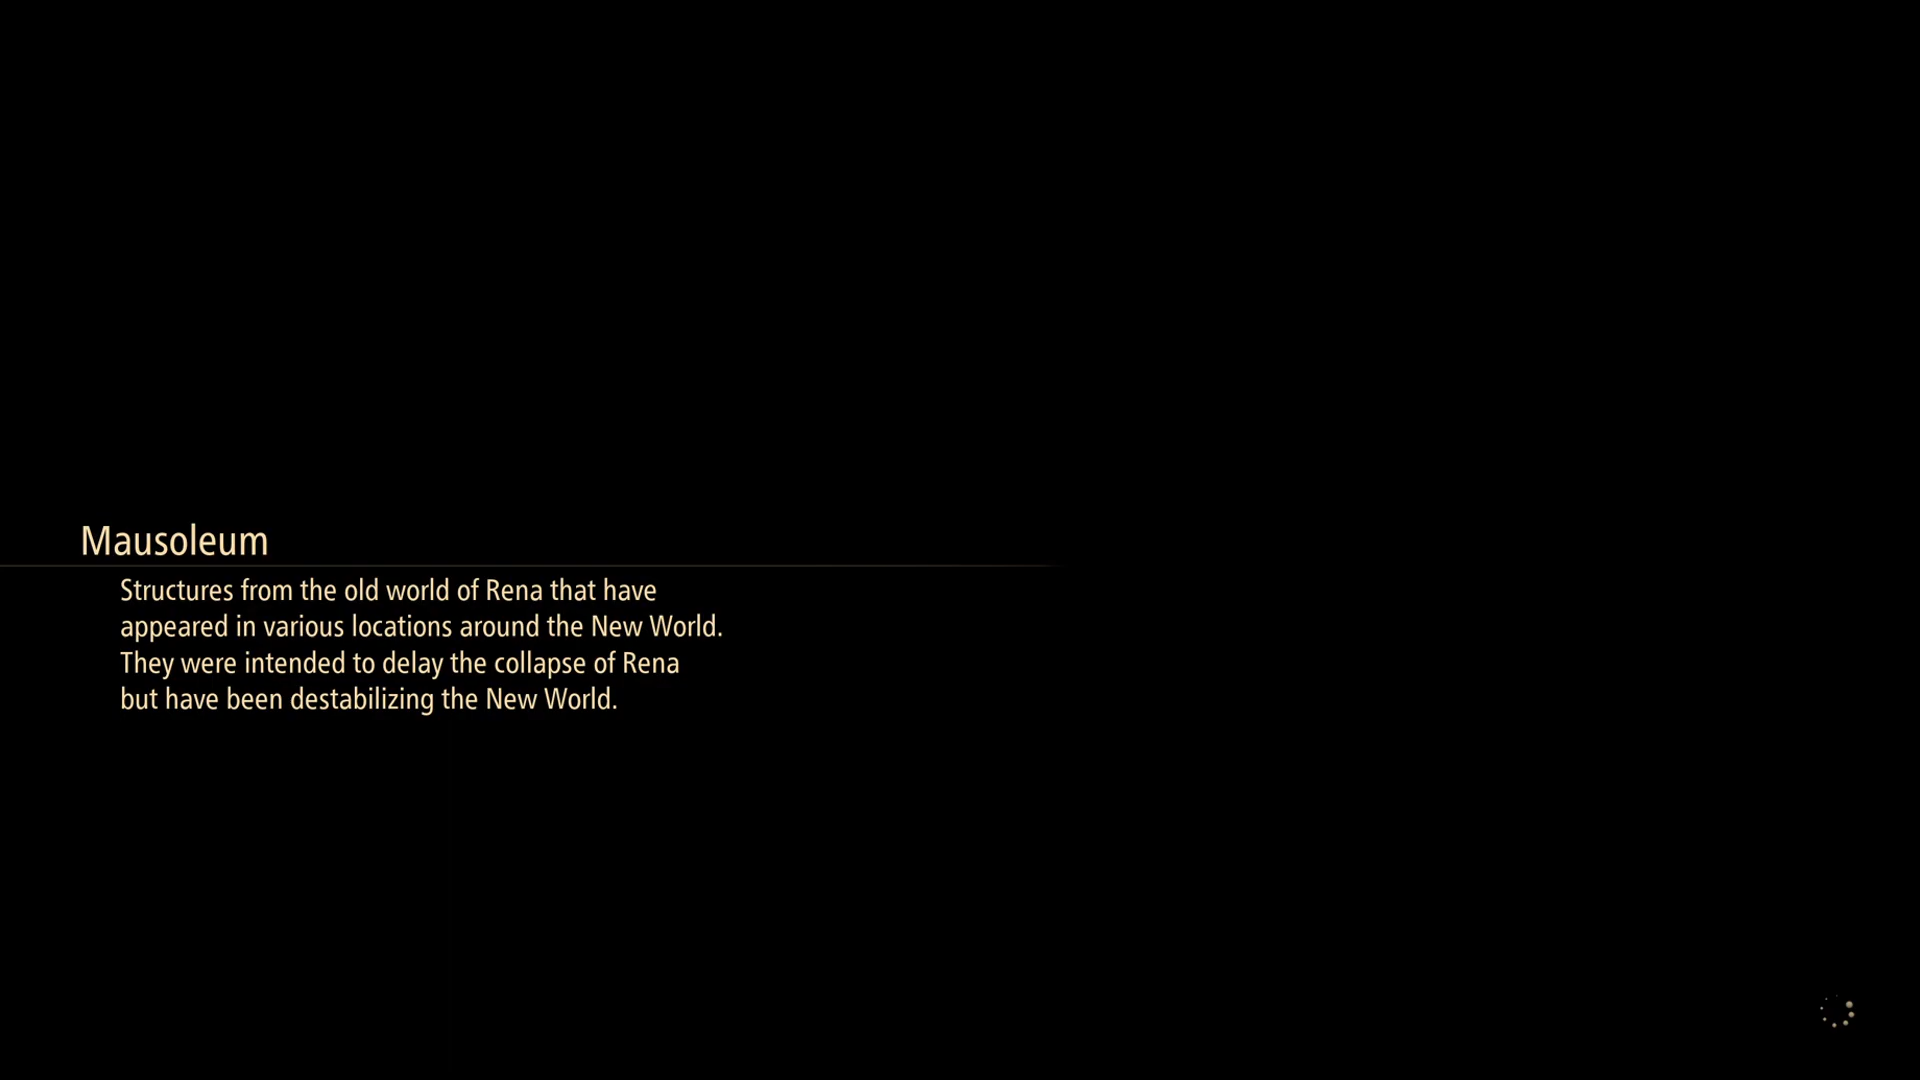 Mausoleum
Structures from the old world of Rena that have
appeared in various locations around the New World.
They were intended to delay the collapse of Rena
but have been destabilizing the New World.